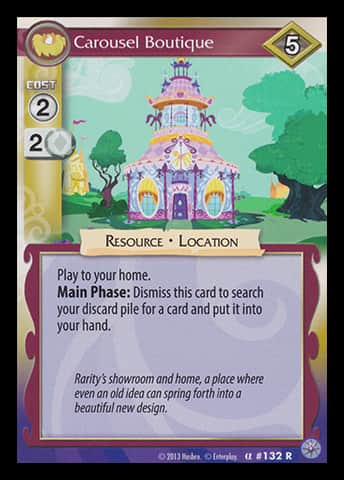 Carousel Boutique
5
COST
2
2
RESOURCE • LOCATION
Play to your home.
Main Phase: Dismiss this card to search
your discard pile for a card and put it into
your hand.
Rarity's showroom and home, a place where
even an old idea can spring forth into a
beautiful new design.
© 2013 Hasbro. © Enterplay. α #132 R